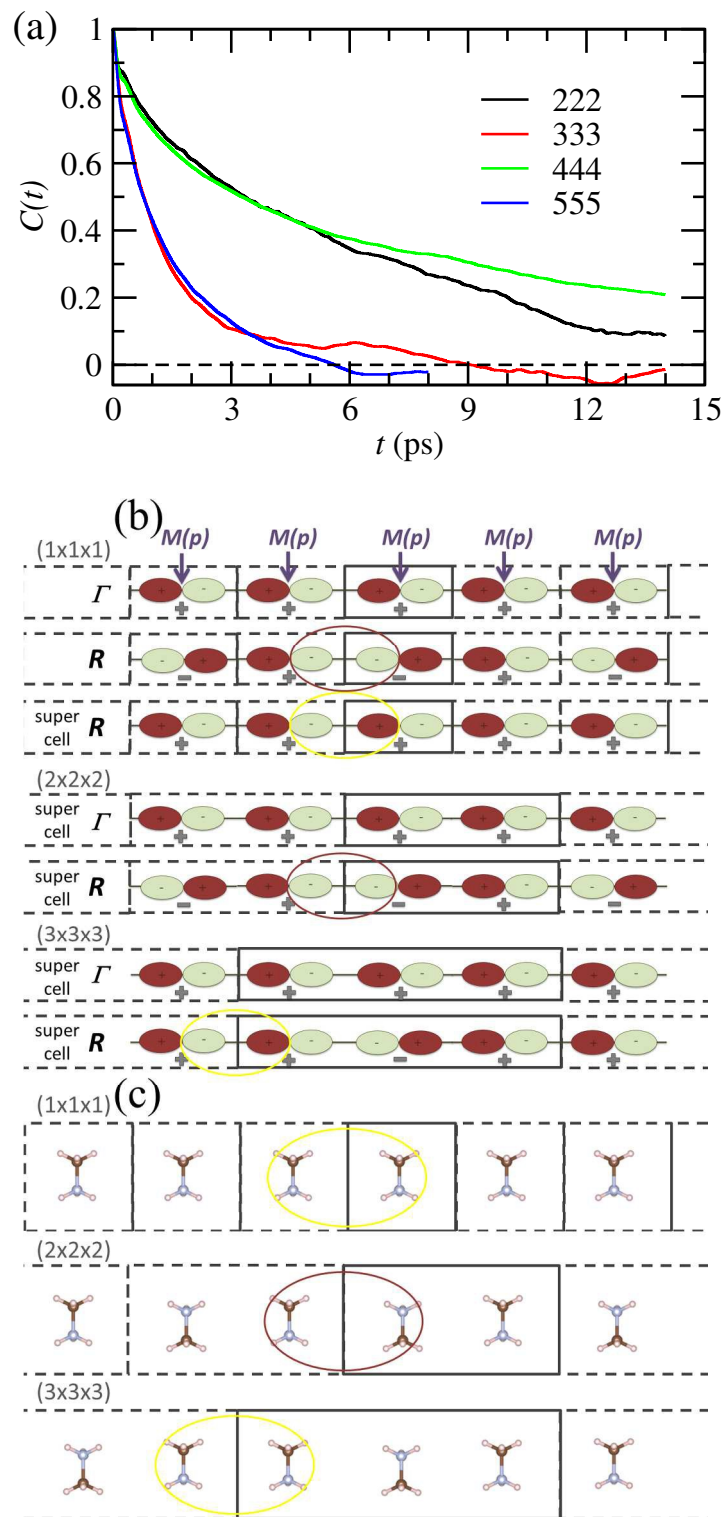 (a)
1
0.8
0.6
0.4
0.2
0
C(t)
222
333
444
555
0 3 6 9 12 15
t (ps)
(b)
M(p) M(p) M(p) M(p) M(p)
(1x1x1)
Γ + - + - + - + - + -
+ + + + +
R - + + - - + + - - +
− + − + −
super cell R + - + - + - + - + -
+ + + + +
(2x2x2)
super cell Γ + - + - + - + - + -
+ + + + +
super cell R - + + - - + + - - +
− + − + −
(3x3x3)
super cell Γ + - + - + - + - + -
+ + + + +
super cell R + - + - - + + - + -
+ + − + +
(c)
(1x1x1)
(2x2x2)
(3x3x3)